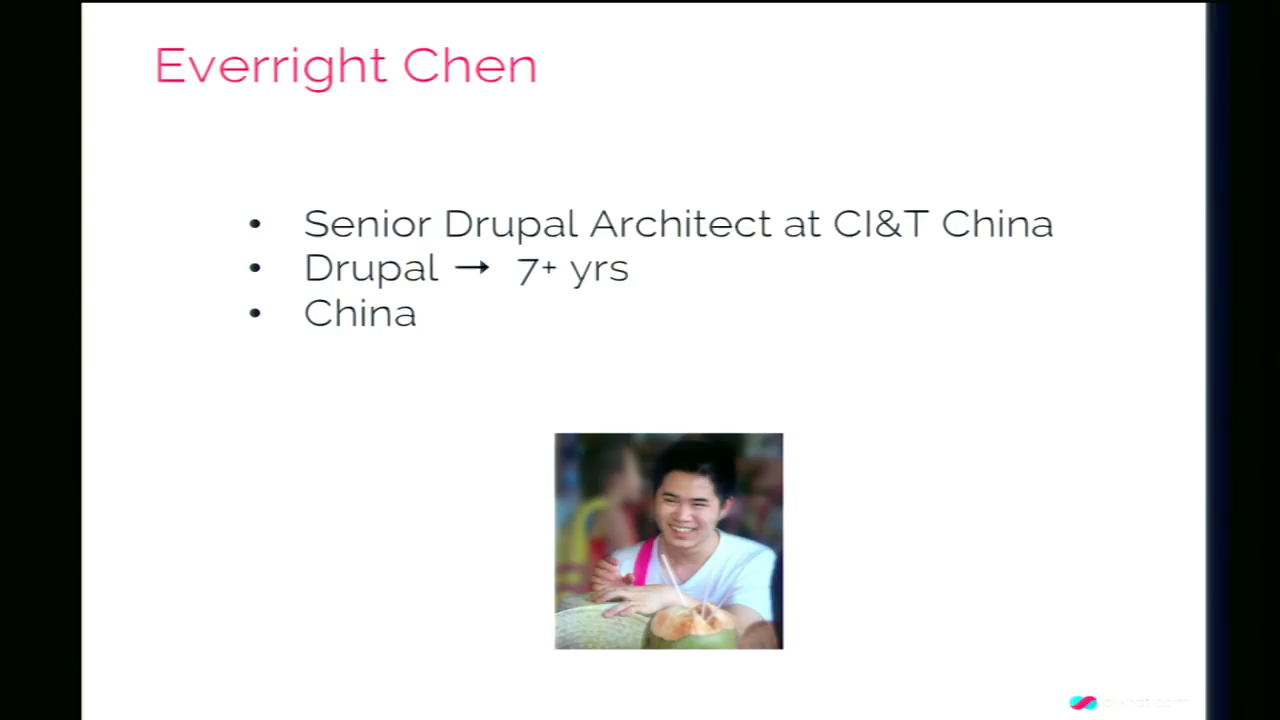 Everright Chen
• Senior Drupal Architect at CI&T China
• Drupal → 7+ yrs
• China